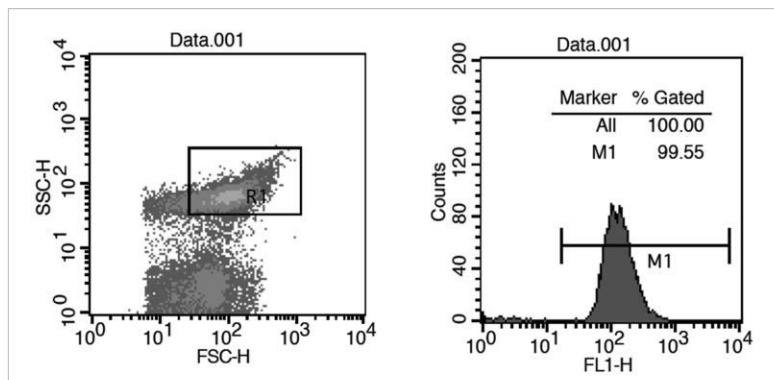 Data.001
SSC-H
10^4
10^3
10^2
10^1
10^0
R1
10^0 10^1 10^2 10^3 10^4
FSC-H
Data.001
Counts
200
160
120
80
40
0
Marker % Gated
All 100.00
M1 99.55
M1
10^0 10^1 10^2 10^3 10^4
FL1-H